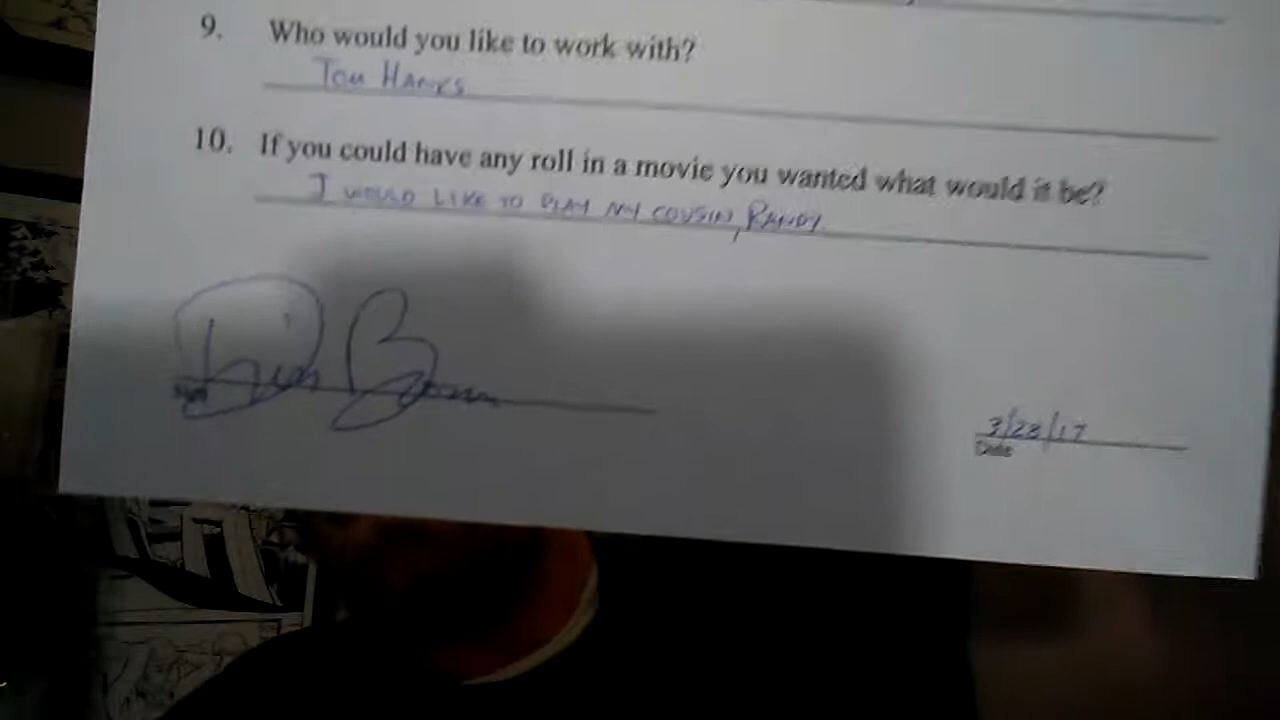 9. Who would you like to work with?
Tom HANKS
10. If you could have any roll in a movie you wanted what would it be?
I WOULD LIKE TO PLAY MY COUSIN, RANDY
3/28/17
Date